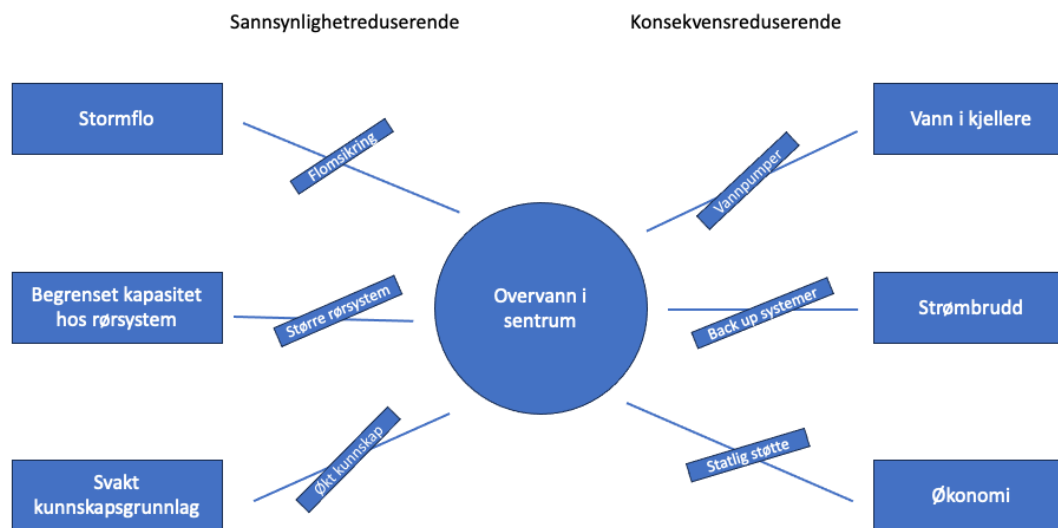 Sannsynlighetreduserende
Konsekvensreduserende
Stormflo
Flomsikring
Vannpumper
Vann i kjellere
Begrenset kapasitet
hos rørsystem
Større rørsystem
Overvann i
sentrum
Back up systemer
Strømbrudd
Svakt
kunnskapsgrunnlag
Økt kunnskap
Statlig støtte
Økonomi